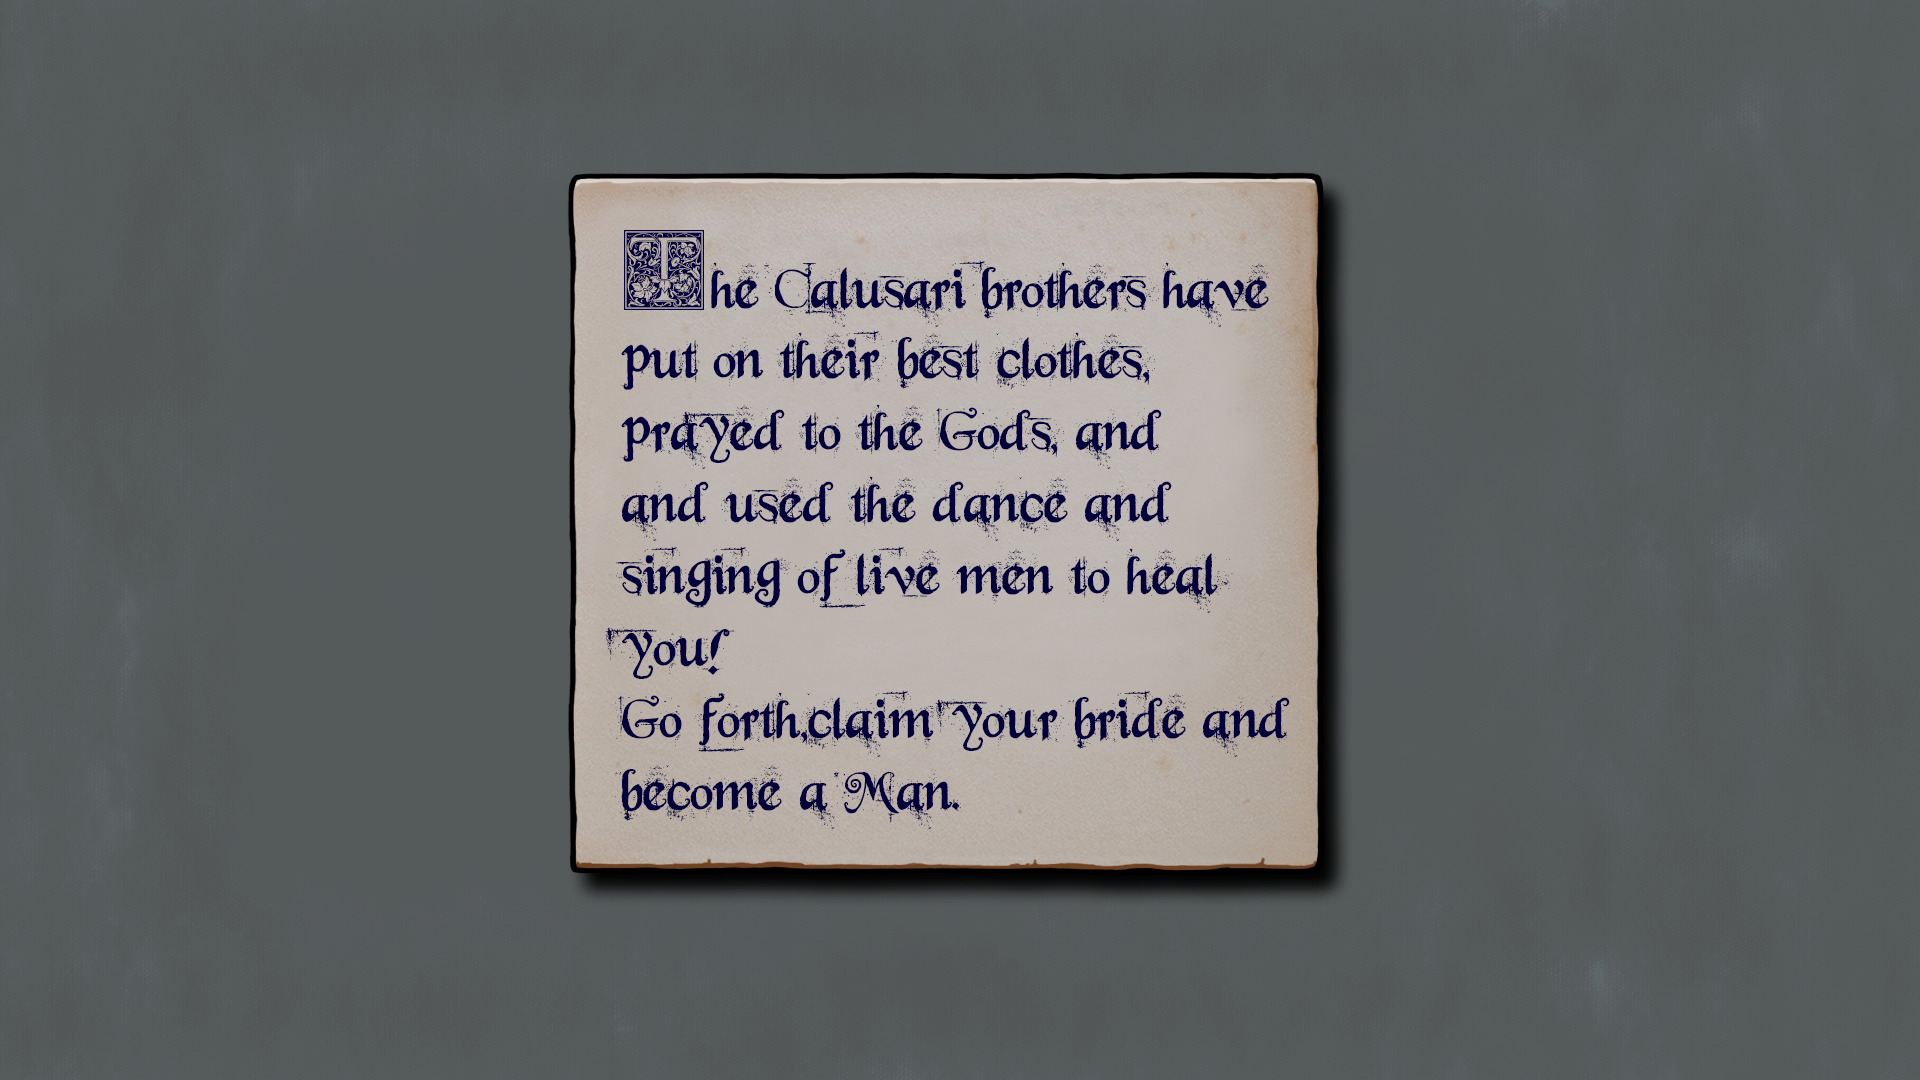 The Calusari brothers have
put on their best clothes,
prayed to the Gods, and
and used the dance and
singing of live men to heal
you!
Go forth,claim your bride and
become a Man.